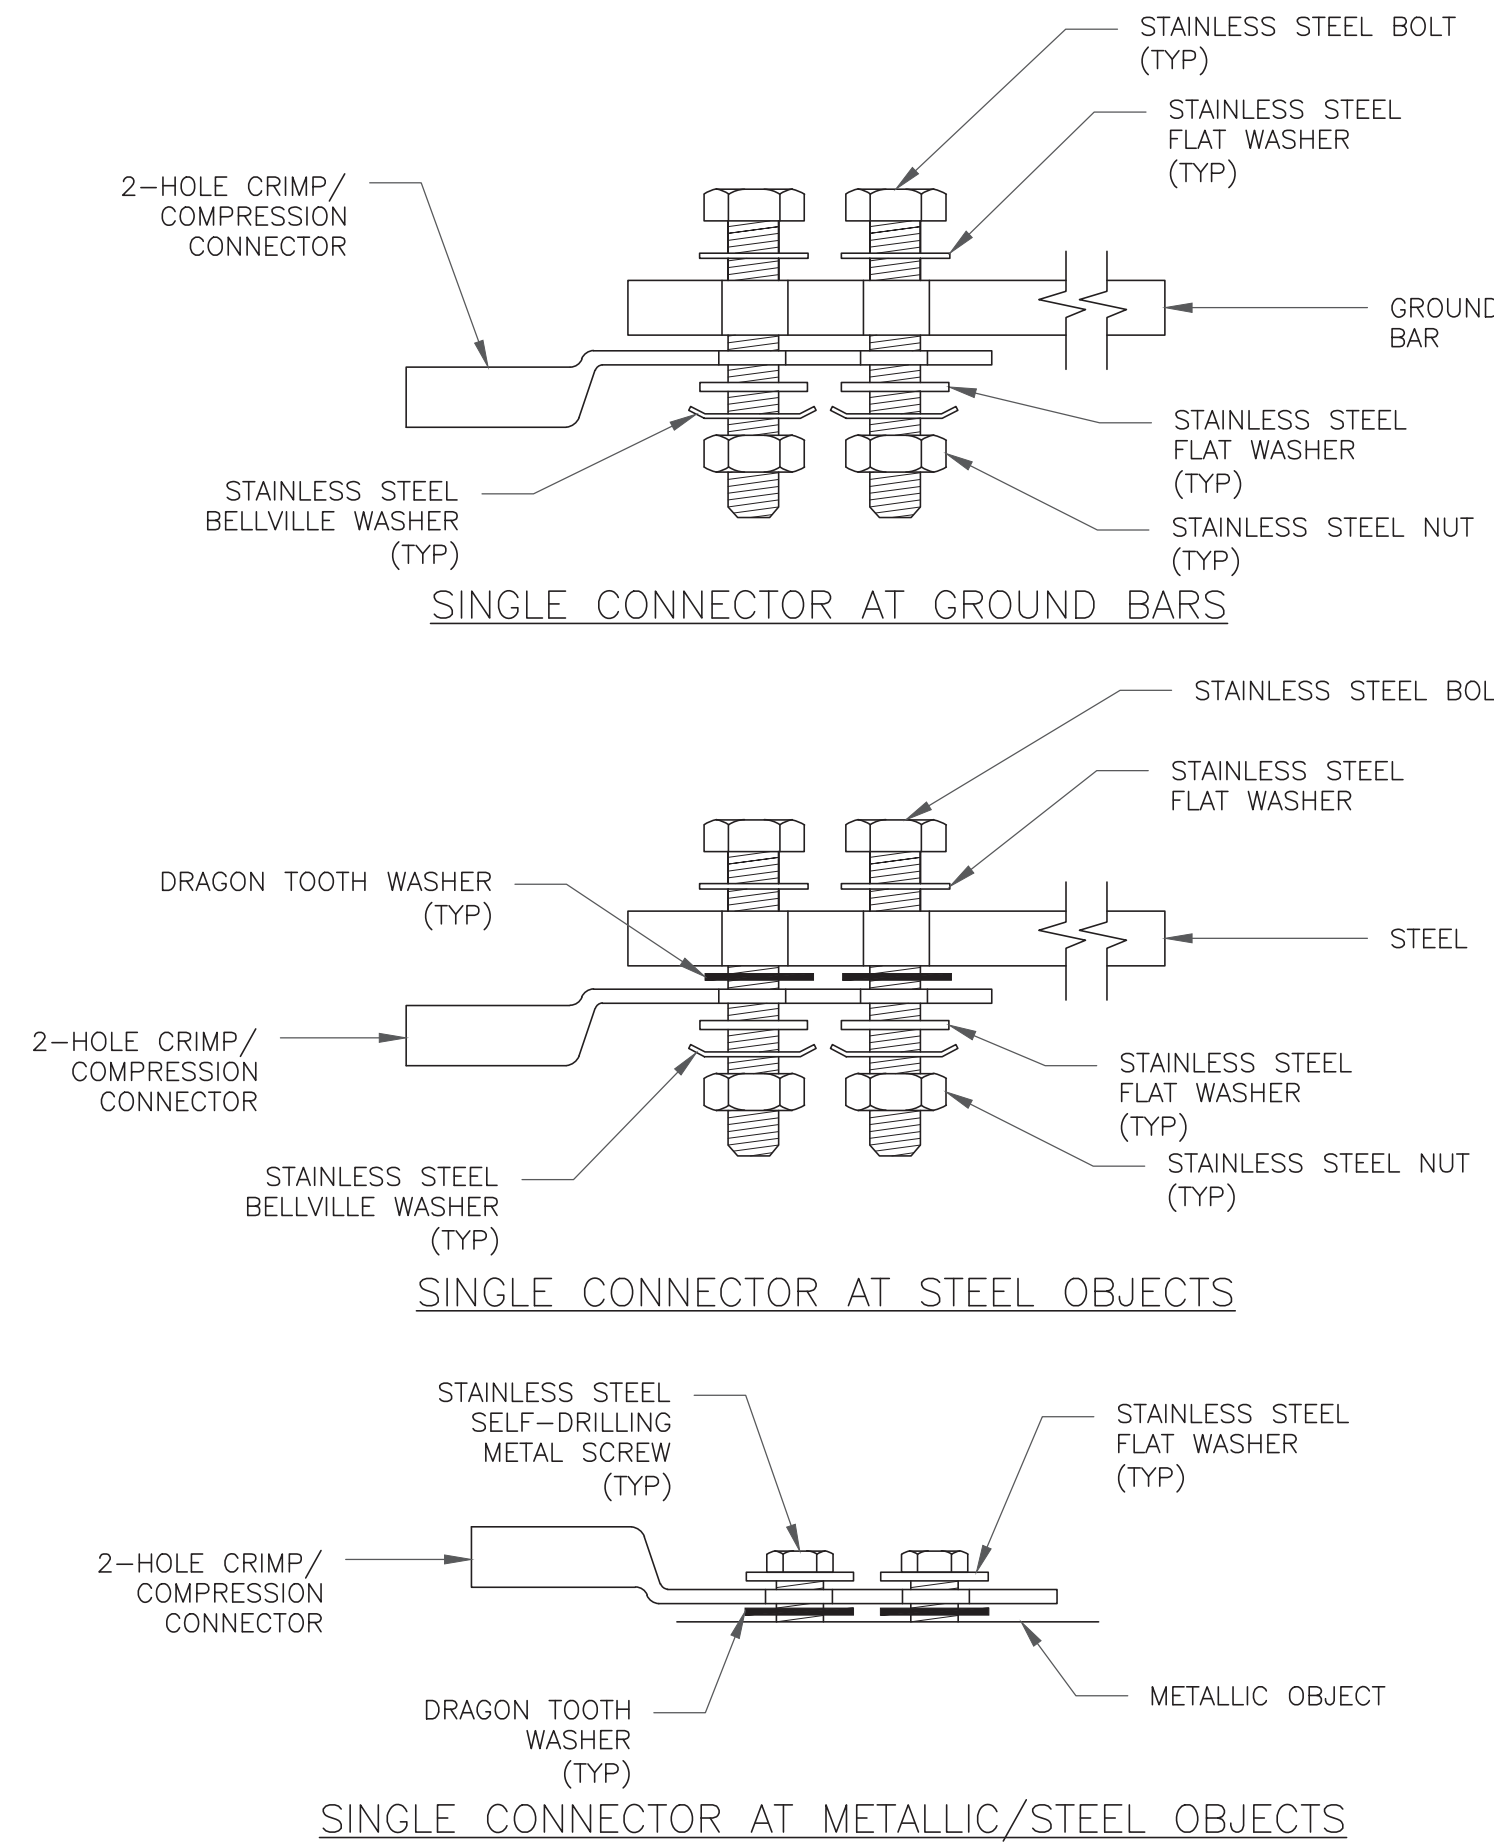 STAINLESS STEEL BOLT
(TYP)
STAINLESS STEEL
FLAT WASHER
(TYP)
2-HOLE CRIMP/
COMPRESSION
CONNECTOR
GROUND
BAR
STAINLESS STEEL
FLAT WASHER
(TYP)
STAINLESS STEEL
BELLVILLE WASHER
(TYP)
STAINLESS STEEL NUT
(TYP)
SINGLE CONNECTOR AT GROUND BARS
STAINLESS STEEL BOL
STAINLESS STEEL
FLAT WASHER
DRAGON TOOTH WASHER
(TYP)
STEEL
2-HOLE CRIMP/
COMPRESSION
CONNECTOR
STAINLESS STEEL
FLAT WASHER
(TYP)
STAINLESS STEEL NUT
(TYP)
STAINLESS STEEL
BELLVILLE WASHER
(TYP)
SINGLE CONNECTOR AT STEEL OBJECTS
STAINLESS STEEL
SELF-DRILLING
METAL SCREW
(TYP)
STAINLESS STEEL
FLAT WASHER
(TYP)
2-HOLE CRIMP/
COMPRESSION
CONNECTOR
METALLIC OBJECT
DRAGON TOOTH
WASHER
(TYP)
SINGLE CONNECTOR AT METALLIC/STEEL OBJECTS